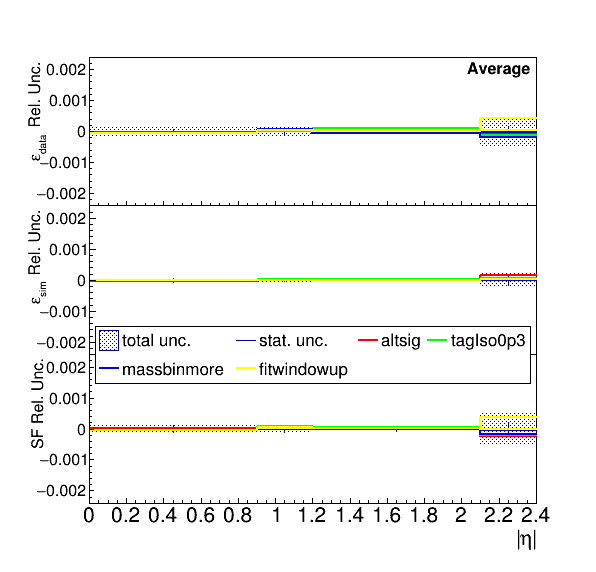 Average
ε_data Rel. Unc.
0.002
0.001
0
−0.001
−0.002
ε_sim Rel. Unc.
0.002
0.001
0
−0.001
−0.002
total unc.
stat. unc.
altsig
tagIso0p3
massbinmore
fitwindowup
SF Rel. Unc.
0.002
0.001
0
−0.001
−0.002
0 0.2 0.4 0.6 0.8 1 1.2 1.4 1.6 1.8 2 2.2 2.4
|η|